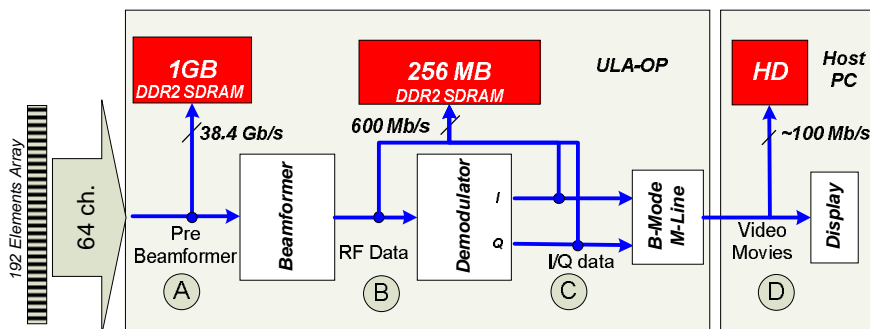 192 Elements Array
64 ch.
1GB
DDR2 SDRAM
38.4 Gb/s
Pre
Beamformer
A
Beamformer
RF Data
B
256 MB
DDR2 SDRAM
600 Mb/s
Demodulator
I
Q
I/Q data
C
ULA-OP
B-Mode
M-Line
HD
Host
PC
~100 Mb/s
Video
Movies
D
Display